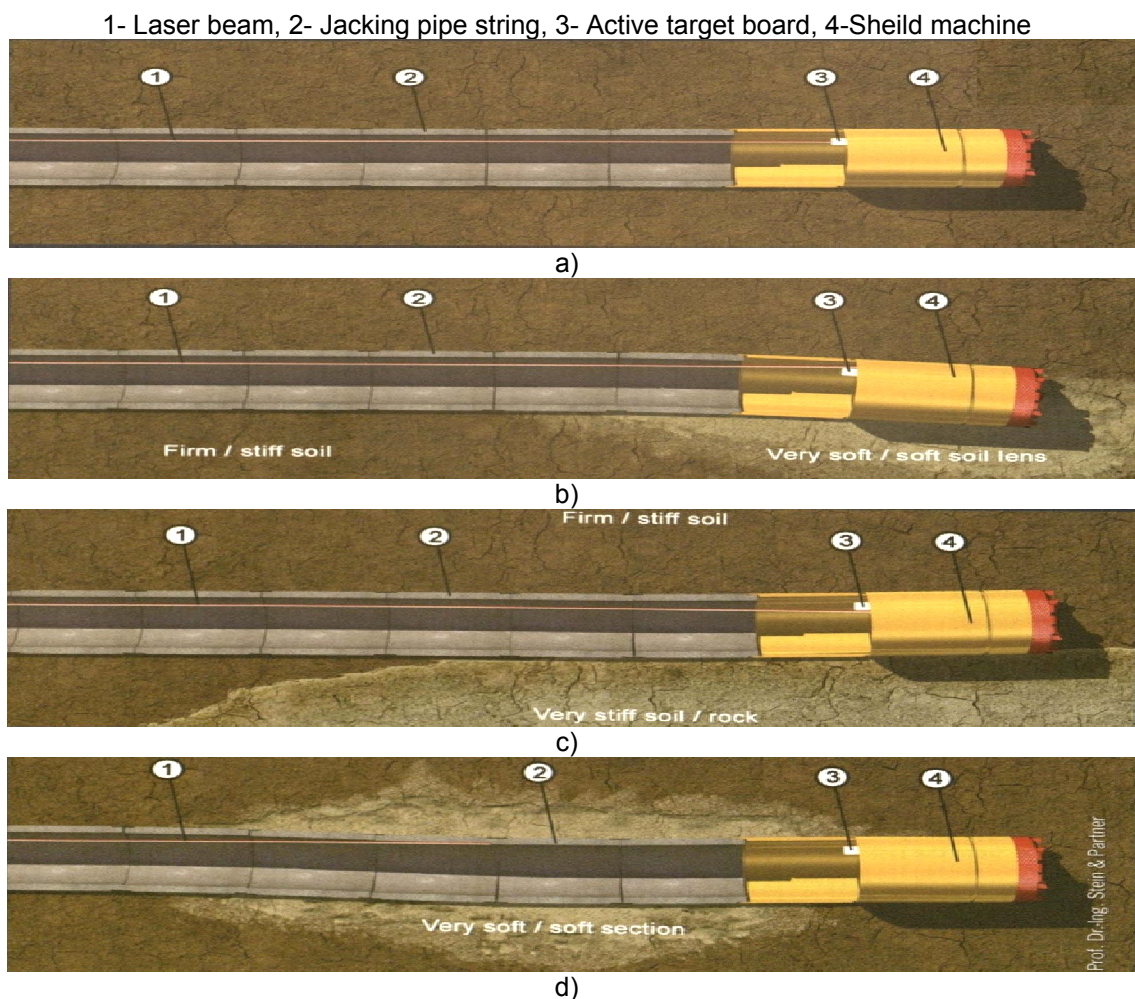 1- Laser beam, 2- Jacking pipe string, 3- Active target board, 4-Sheild machine
1 2 3 4
a)
1 2 3 4
Firm / stiff soil Very soft / soft soil lens
b)
Firm / stiff soil
1 2 3 4
Very stiff soil / rock
c)
1 2 3 4
Very soft / soft section
Prof. Dr.-Ing. Stein & Partner
d)